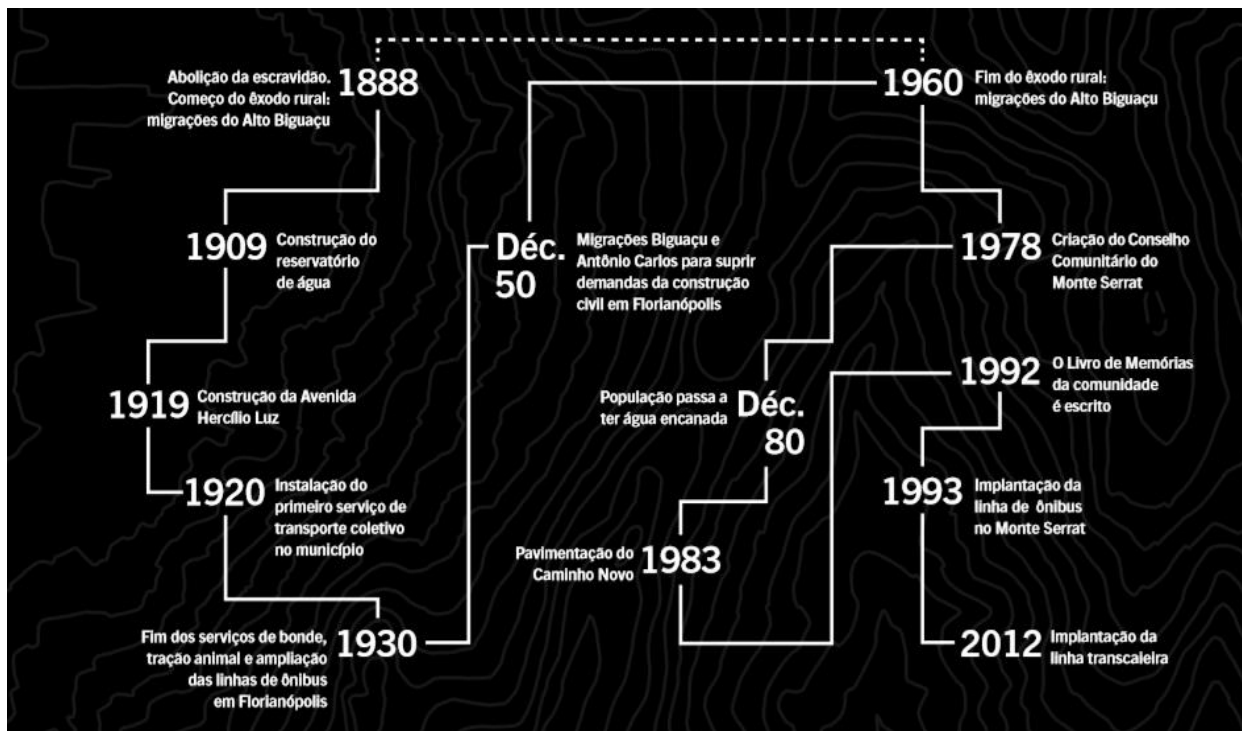 1888
Abolição da escravidão.
Começo do êxodo rural:
migrações do Alto Biguaçu
1909
Construção do
reservatório
de água
1919
Construção da Avenida
Hercílio Luz
1920
Instalação do
primeiro serviço de
transporte coletivo
no município
1930
Fim dos serviços de bonde,
tração animal e ampliação
das linhas de ônibus
em Florianópolis
Déc.
50
Migrações Biguaçu e
Antônio Carlos para suprir
demandas da construção
civil em Florianópolis
1960
Fim do êxodo rural:
migrações do Alto Biguaçu
1978
Criação do Conselho
Comunitário do
Monte Serrat
Déc.
80
População passa a
ter água encanada
1983
Pavimentação do
Caminho Novo
1992
O Livro de Memórias
da comunidade
é escrito
1993
Implantação da
linha de ônibus
no Monte Serrat
2012
Implantação da
linha transcaleira